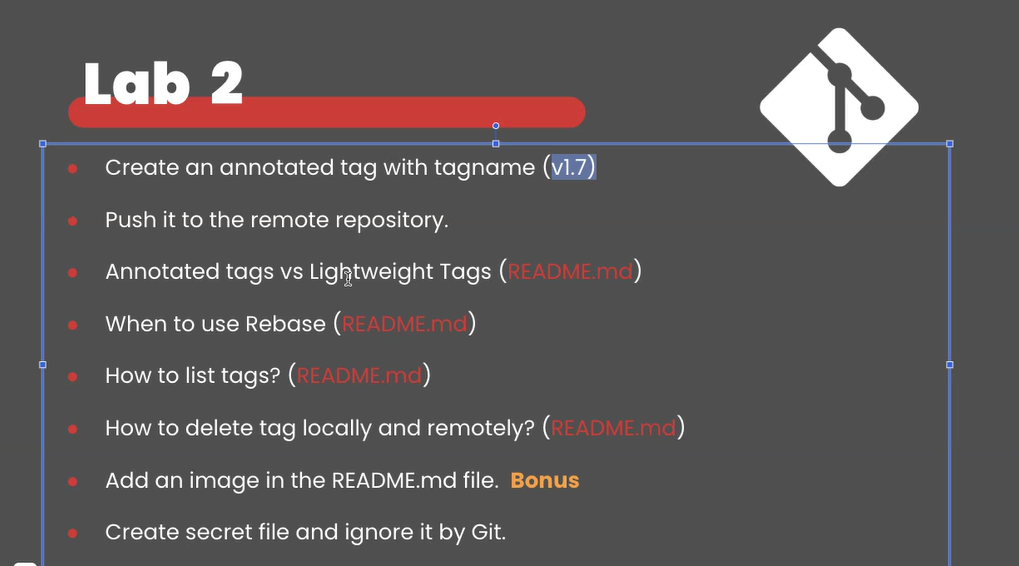 Lab 2
Create an annotated tag with tagname (v1.7)
Push it to the remote repository.
Annotated tags vs Lightweight Tags (README.md)
When to use Rebase (README.md)
How to list tags? (README.md)
How to delete tag locally and remotely? (README.md)
Add an image in the README.md file. Bonus
Create secret file and ignore it by Git.